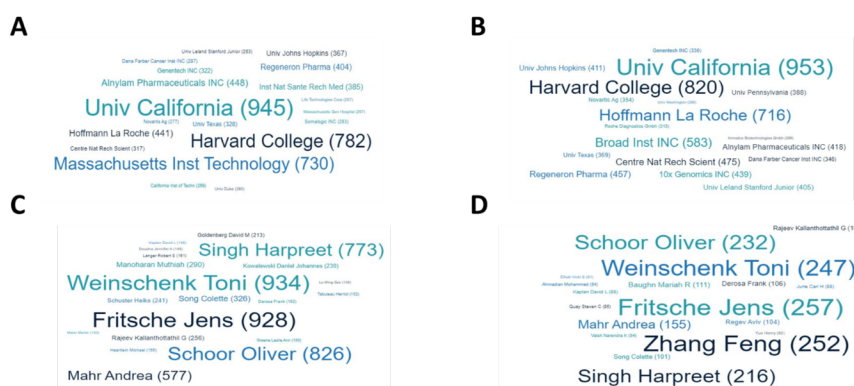 A
Univ Leland Stanford Junior (293)
Univ Johns Hopkins (367)
Dana Farber Cancer Inst INC (287)
Genentech INC (322)
Regeneron Pharma (404)
Alnylam Pharmaceuticals INC (448)
Inst Nat Sante Rech Med (385)
Univ California (945)
Novartis Ag (277)
Univ Texas (328)
Hoffmann La Roche (441)
Harvard College (782)
Centre Nat Rech Scient (317)
Massachusetts Inst Technology (730)
B
Genentech INC (339)
Univ Johns Hopkins (411)
Univ California (953)
Harvard College (820)
Univ Pennsylvania (388)
Novartis Ag (354)
Hoffmann La Roche (716)
Broad Inst INC (583)
Alnylam Pharmaceuticals INC (418)
Univ Texas (369)
Centre Nat Rech Scient (475)
Dana Farber Cancer Inst INC (346)
Regeneron Pharma (457)
10x Genomics INC (439)
Univ Leland Stanford Junior (405)
C
Goldenberg David M (213)
Singh Harpreet (773)
Manoharan Muthiah (290)
Kowalewski Daniel Johannes (238)
Weinschenk Toni (934)
Schuster Heiko (241)
Song Colette (326)
Fritsche Jens (928)
Rajeev Kallanthottathil G (256)
Schoor Oliver (826)
Mahr Andrea (577)
D
Rajeev Kallanthottathil G
Schoor Oliver (232)
Weinschenk Toni (247)
Baughn Mariah R (111)
Derosa Frank (106)
Fritsche Jens (257)
Mahr Andrea (155)
Regev Aviv (104)
Zhang Feng (252)
Song Colette (101)
Singh Harpreet (216)